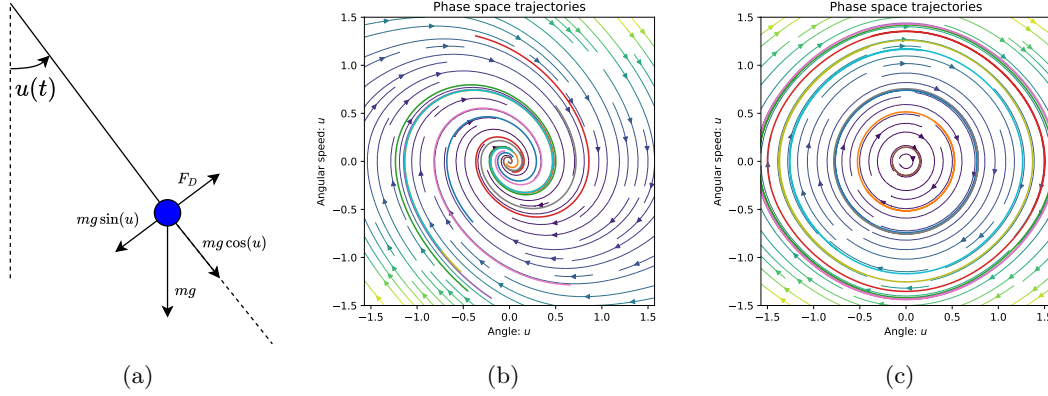 u(t)
F_D
mg sin(u)
mg cos(u)
mg
(a)
Phase space trajectories
1.5
1.0
0.5
0.0
−0.5
−1.0
−1.5
Angular speed: u
−1.5 −1.0 −0.5 0.0 0.5 1.0 1.5
Angle: u
(b)
Phase space trajectories
1.5
1.0
0.5
0.0
−0.5
−1.0
−1.5
Angular speed: u
−1.5 −1.0 −0.5 0.0 0.5 1.0 1.5
Angle: u
(c)